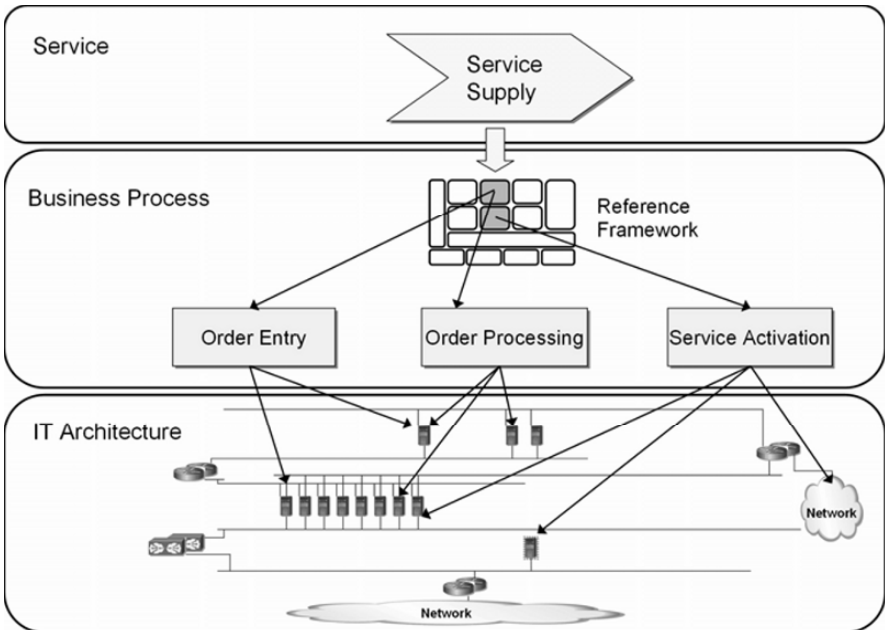 Service
Service
Supply
Business Process
Reference
Framework
Order Entry
Order Processing
Service Activation
IT Architecture
Network
Network